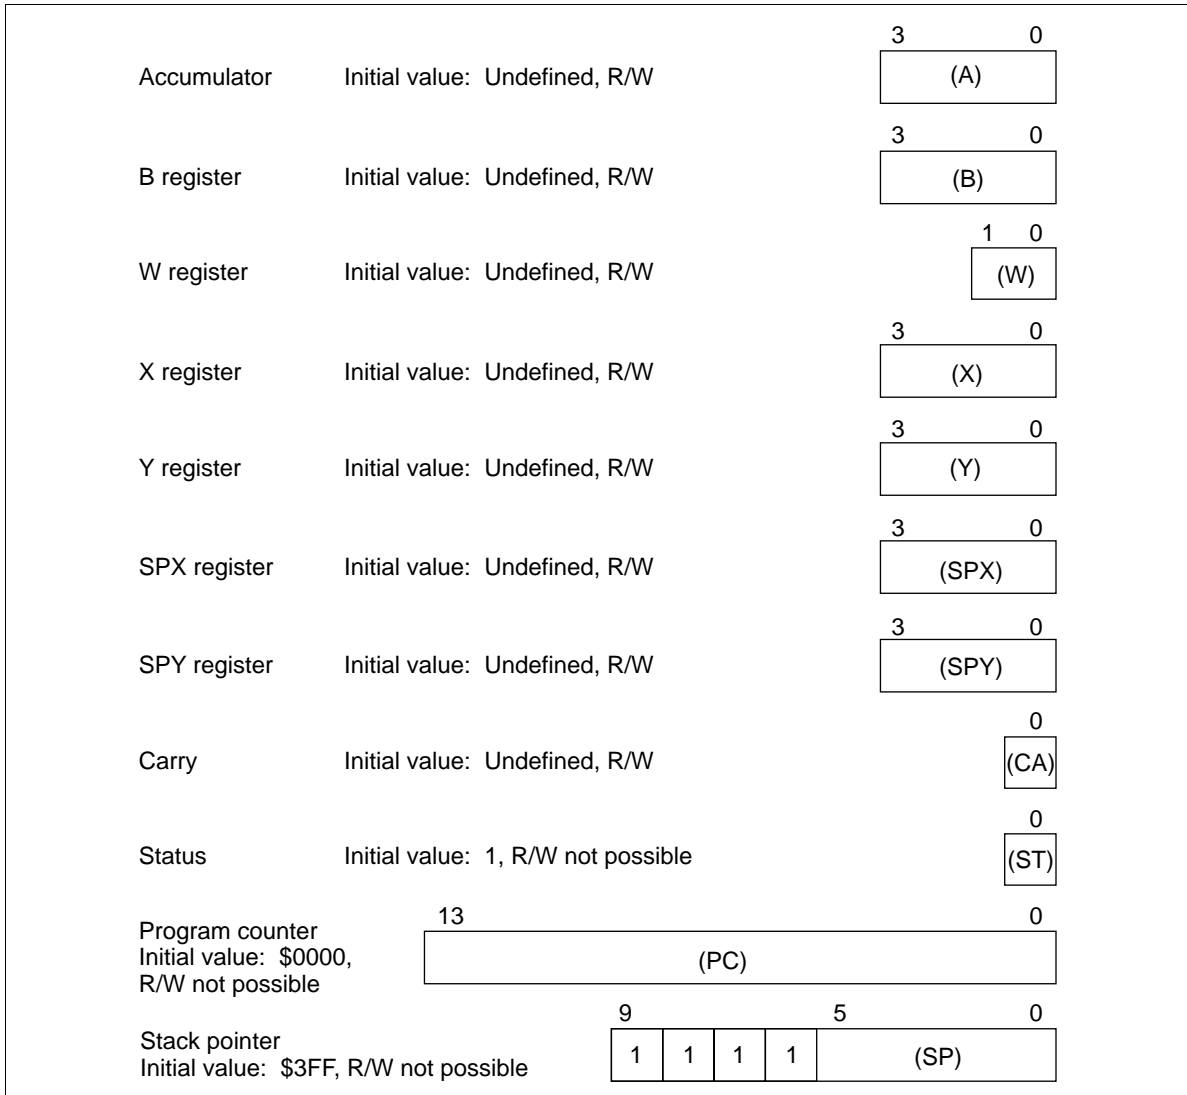 3 0
Accumulator Initial value: Undefined, R/W (A)
3 0
B register Initial value: Undefined, R/W (B)
1 0
W register Initial value: Undefined, R/W (W)
3 0
X register Initial value: Undefined, R/W (X)
3 0
Y register Initial value: Undefined, R/W (Y)
3 0
SPX register Initial value: Undefined, R/W (SPX)
3 0
SPY register Initial value: Undefined, R/W (SPY)
0
Carry Initial value: Undefined, R/W (CA)
0
Status Initial value: 1, R/W not possible (ST)
13 0
Program counter
Initial value: $0000, (PC)
R/W not possible
9 5 0
Stack pointer
1 1 1 1 (SP)
Initial value: $3FF, R/W not possible